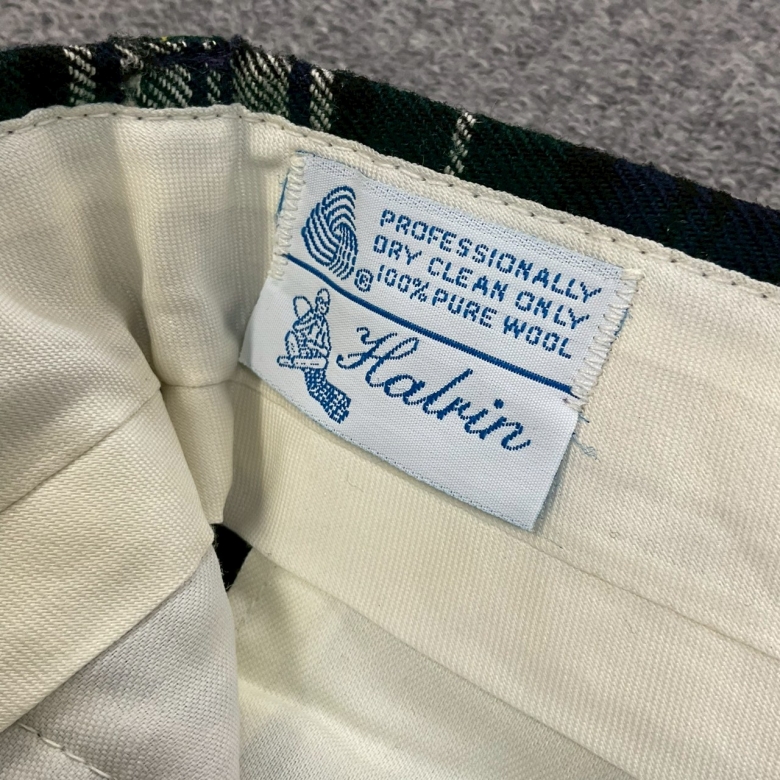 PROFESSIONALLY
DRY CLEAN ONLY
® 100% PURE WOOL
Halrin